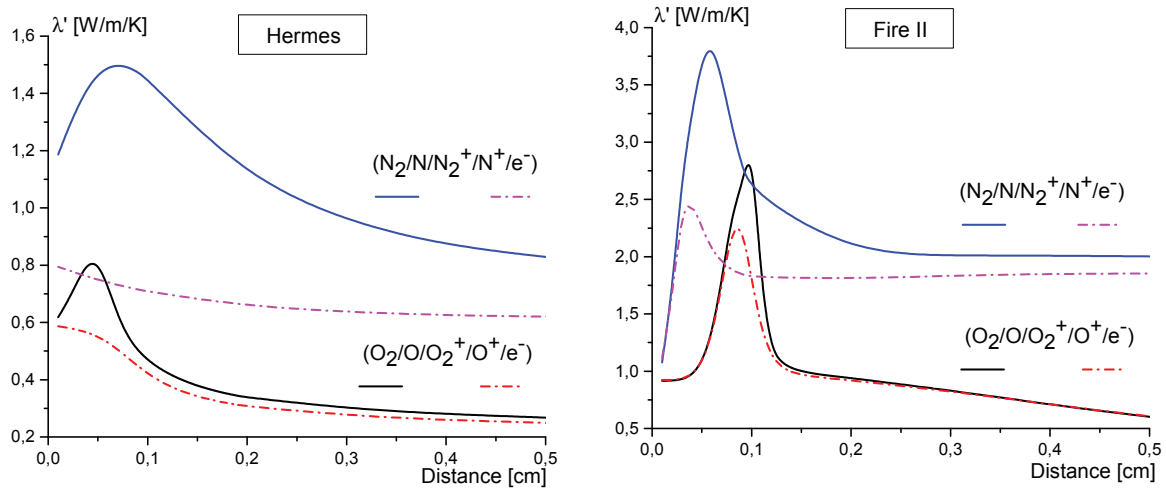 λ' [W/m/K]
Hermes
1,6
1,4
1,2
1,0
0,8
0,6
0,4
0,2
(N₂/N/N₂⁺/N⁺/e⁻)
(O₂/O/O₂⁺/O⁺/e⁻)
0,0 0,1 0,2 0,3 0,4 0,5
Distance [cm]
λ' [W/m/K]
Fire II
4,0
3,75
3,5
3,0
2,5
2,0
1,5
1,0
0,5
(N₂/N/N₂⁺/N⁺/e⁻)
(O₂/O/O₂⁺/O⁺/e⁻)
0,0 0,1 0,2 0,3 0,4 0,5
Distance [cm]